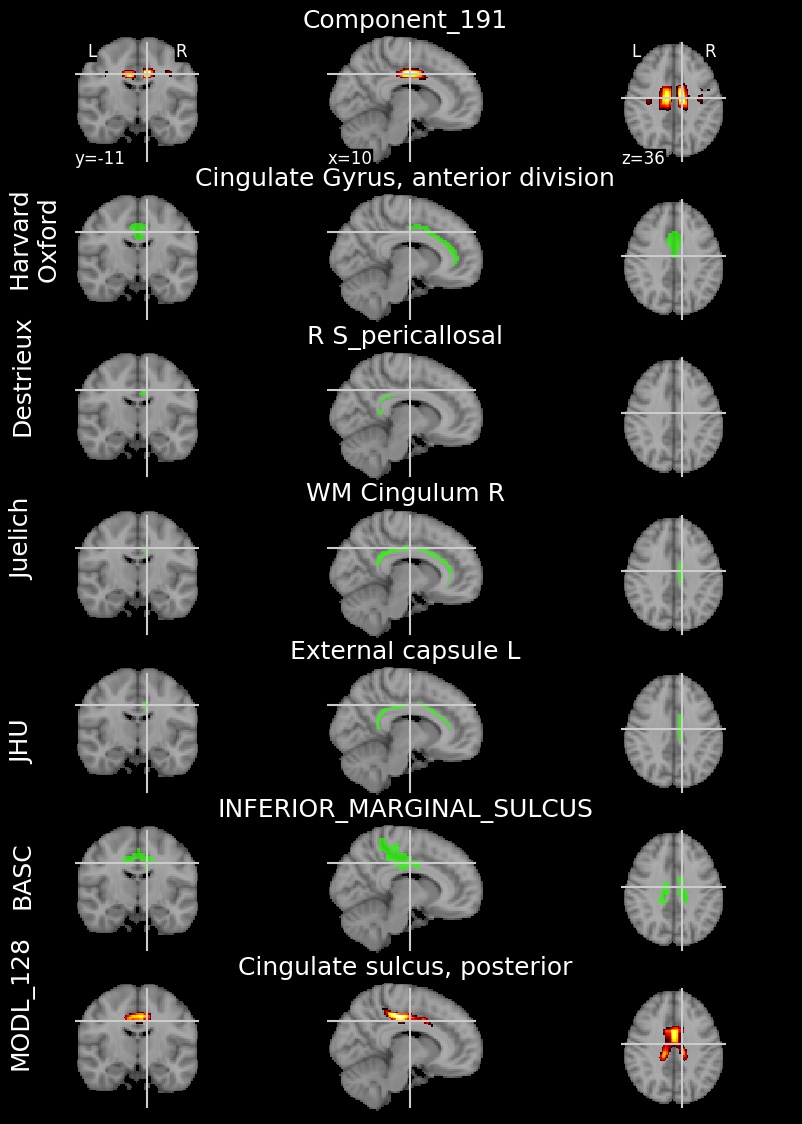 Component_191
L R L R
y=-11 x=10 z=36
Cingulate Gyrus, anterior division
Harvard
Oxford
R S_pericallosal
Destrieux
WM Cingulum R
Juelich
External capsule L
JHU
INFERIOR_MARGINAL_SULCUS
BASC
Cingulate sulcus, posterior
MODL_128